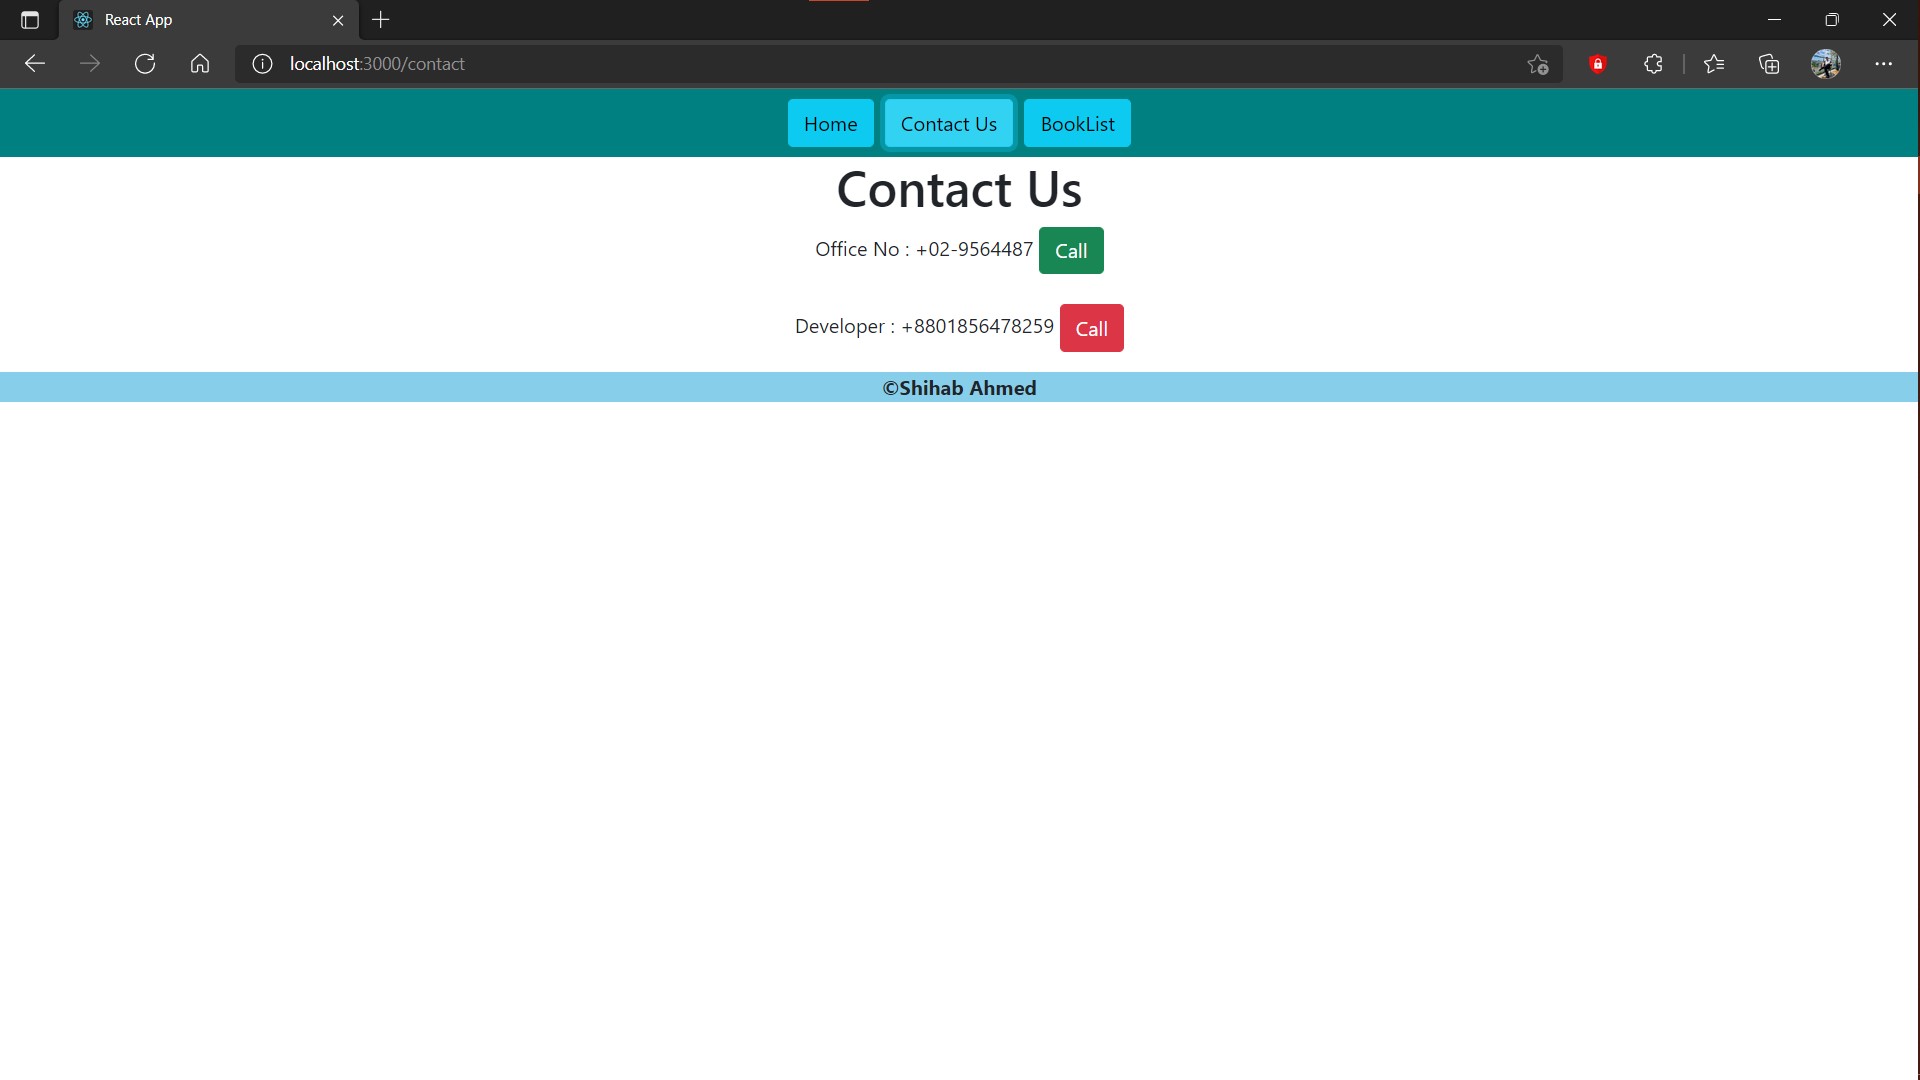 React App
localhost:3000/contact
Home Contact Us BookList
Contact Us
Office No : +02-9564487 Call
Developer : +8801856478259 Call
©Shihab Ahmed